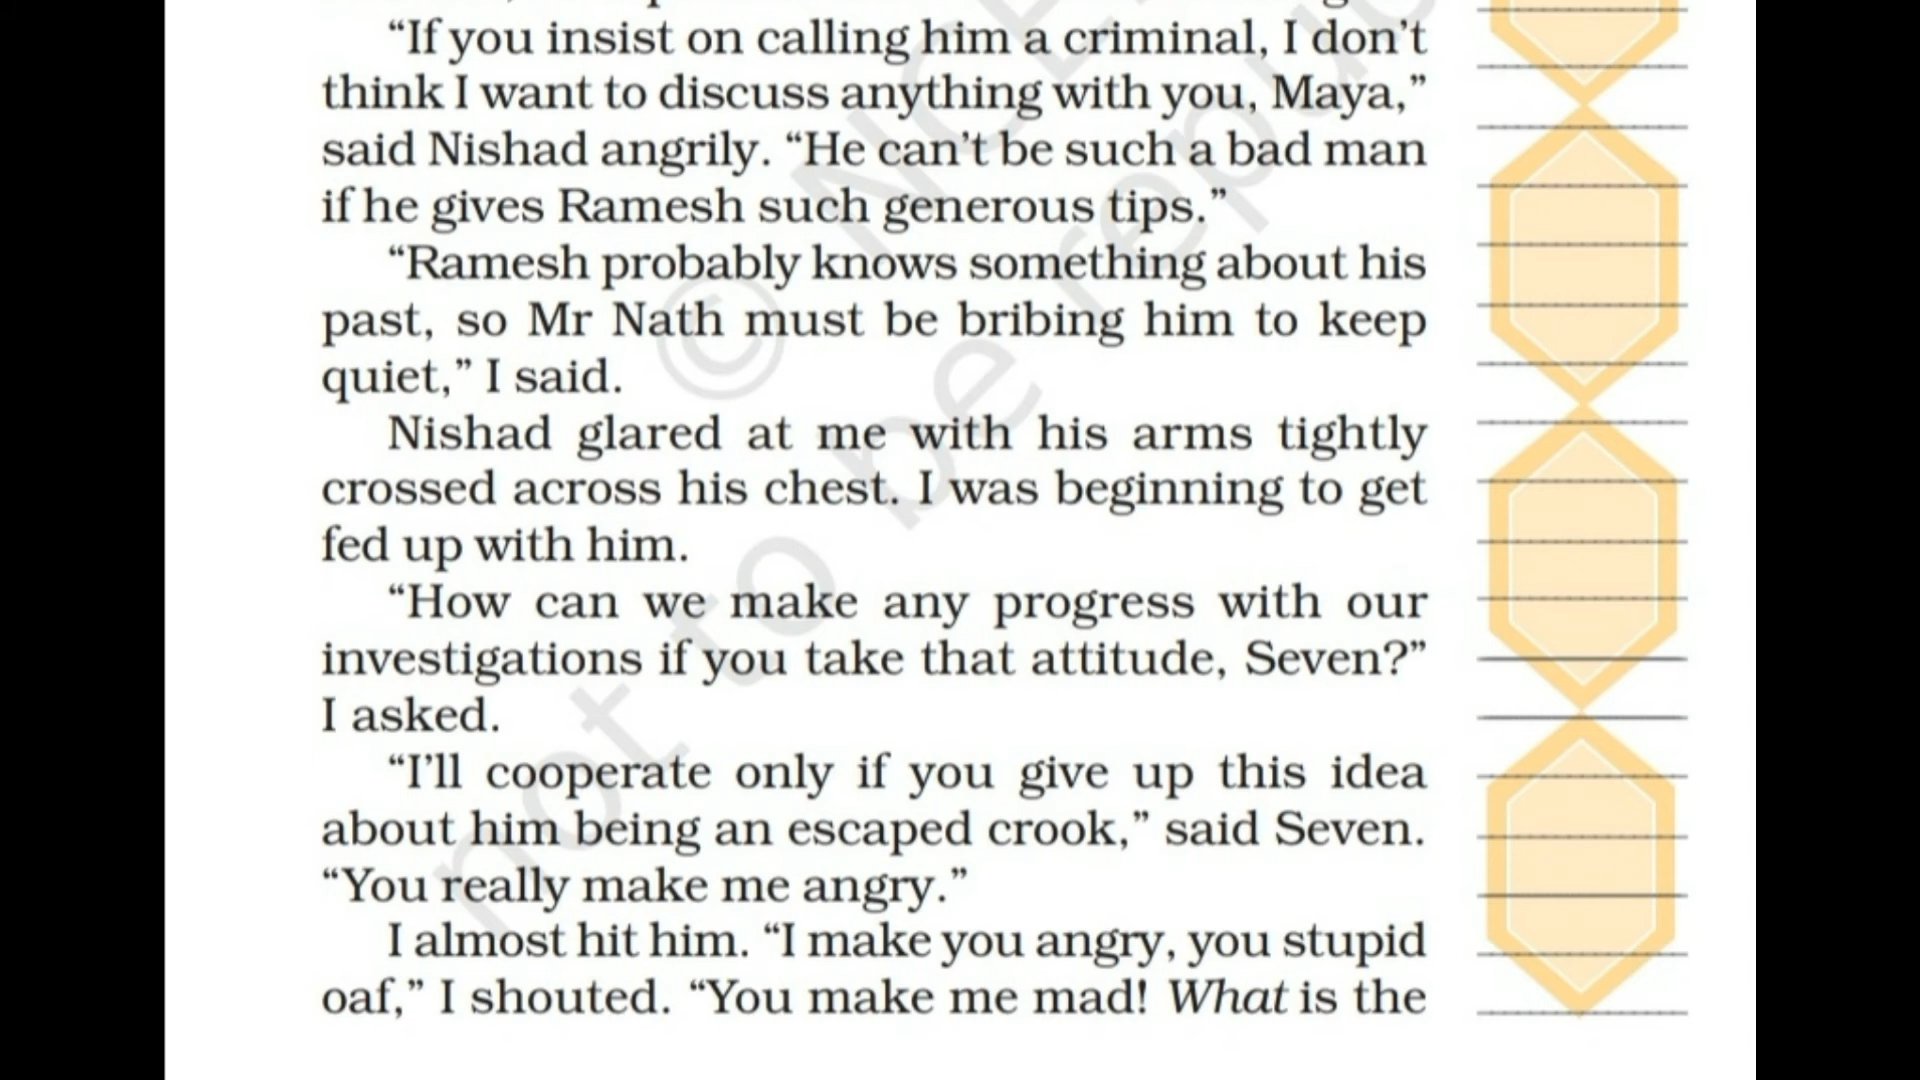 “If you insist on calling him a criminal, I don’t
think I want to discuss anything with you, Maya,”
said Nishad angrily. “He can’t be such a bad man
if he gives Ramesh such generous tips.”
“Ramesh probably knows something about his
past, so Mr Nath must be bribing him to keep
quiet,” I said.
Nishad glared at me with his arms tightly
crossed across his chest. I was beginning to get
fed up with him.
“How can we make any progress with our
investigations if you take that attitude, Seven?”
I asked.
“I’ll cooperate only if you give up this idea
about him being an escaped crook,” said Seven.
“You really make me angry.”
I almost hit him. “I make you angry, you stupid
oaf,” I shouted. “You make me mad! What is the
© NCE
not to be repu